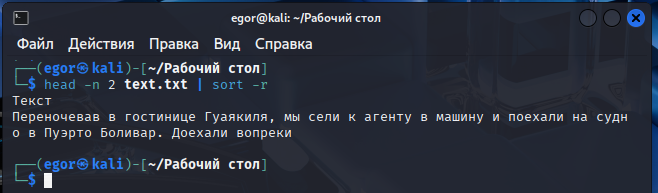 egor@kali: ~/Рабочий стол
Файл Действия Правка Вид Справка
┌──(egor㉿kali)-[~/Рабочий стол]
└─$ head -n 2 text.txt | sort -r
Текст
Переночевав в гостинице Гуаякиля, мы сели к агенту в машину и поехали на судн
о в Пуэрто Боливар. Доехали вопреки
┌──(egor㉿kali)-[~/Рабочий стол]
└─$